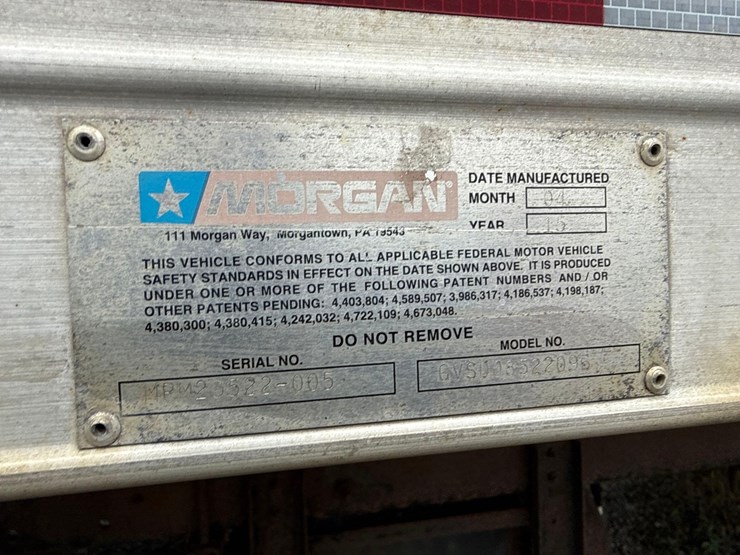 MORGAN
DATE MANUFACTURED
MONTH 04
YEAR 15
111 Morgan Way, Morgantown, PA 19543
THIS VEHICLE CONFORMS TO ALL APPLICABLE FEDERAL MOTOR VEHICLE
SAFETY STANDARDS IN EFFECT ON THE DATE SHOWN ABOVE. IT IS PRODUCED
UNDER ONE OR MORE OF THE FOLLOWING PATENT NUMBERS AND / OR
OTHER PATENTS PENDING: 4,403,804; 4,589,507; 3,986,317; 4,186,537; 4,198,187;
4,380,300; 4,380,415; 4,242,032; 4,722,109; 4,673,048.
DO NOT REMOVE
SERIAL NO.
MODEL NO.